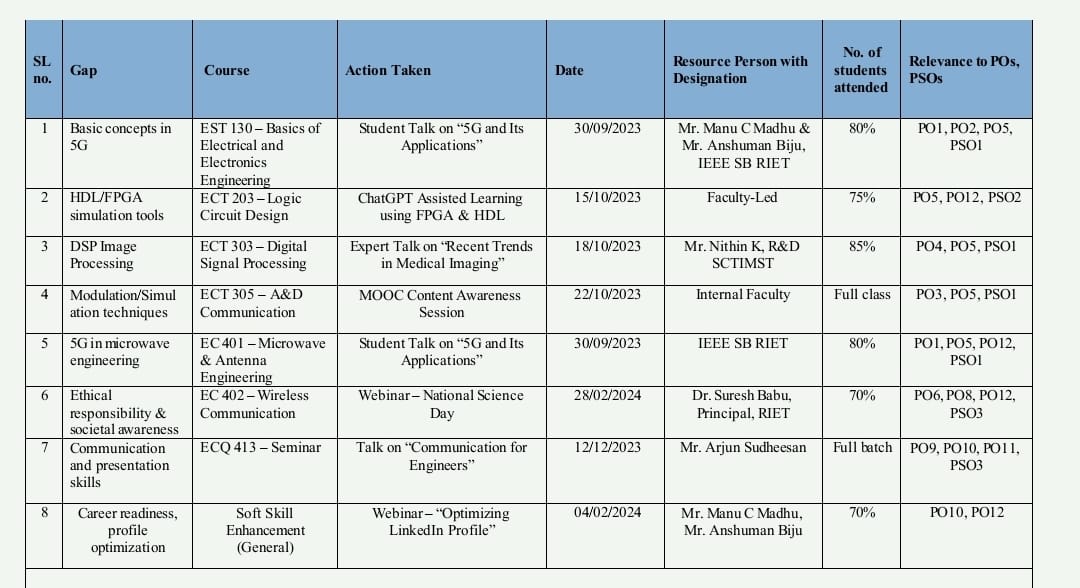 SL no. | Gap | Course | Action Taken | Date | Resource Person with Designation | No. of students attended | Relevance to POs, PSOs
1 | Basic concepts in 5G | EST 130 – Basics of Electrical and Electronics Engineering | Student Talk on “5G and Its Applications” | 30/09/2023 | Mr. Manu C Madhu & Mr. Anshuman Biju, IEEE SB RIET | 80% | PO1, PO2, PO5, PSO1
2 | HDL/FPGA simulation tools | ECT 203 – Logic Circuit Design | ChatGPT Assisted Learning using FPGA & HDL | 15/10/2023 | Faculty-Led | 75% | PO5, PO12, PSO2
3 | DSP Image Processing | ECT 303 – Digital Signal Processing | Expert Talk on “Recent Trends in Medical Imaging” | 18/10/2023 | Mr. Nithin K, R&D SCTIMST | 85% | PO4, PO5, PSO1
4 | Modulation/Simulation techniques | ECT 305 – A&D Communication | MOOC Content Awareness Session | 22/10/2023 | Internal Faculty | Full class | PO3, PO5, PSO1
5 | 5G in microwave engineering | EC 401 – Microwave & Antenna Engineering | Student Talk on “5G and Its Applications” | 30/09/2023 | IEEE SB RIET | 80% | PO1, PO5, PO12, PSO1
6 | Ethical responsibility & societal awareness | EC 402 – Wireless Communication | Webinar – National Science Day | 28/02/2024 | Dr. Suresh Babu, Principal, RIET | 70% | PO6, PO8, PO12, PSO3
7 | Communication and presentation skills | ECQ 413 – Seminar | Talk on “Communication for Engineers” | 12/12/2023 | Mr. Arjun Sudheesan | Full batch | PO9, PO10, PO11, PSO3
8 | Career readiness, profile optimization | Soft Skill Enhancement (General) | Webinar – “Optimizing LinkedIn Profile” | 04/02/2024 | Mr. Manu C Madhu, Mr. Anshuman Biju | 70% | PO10, PO12